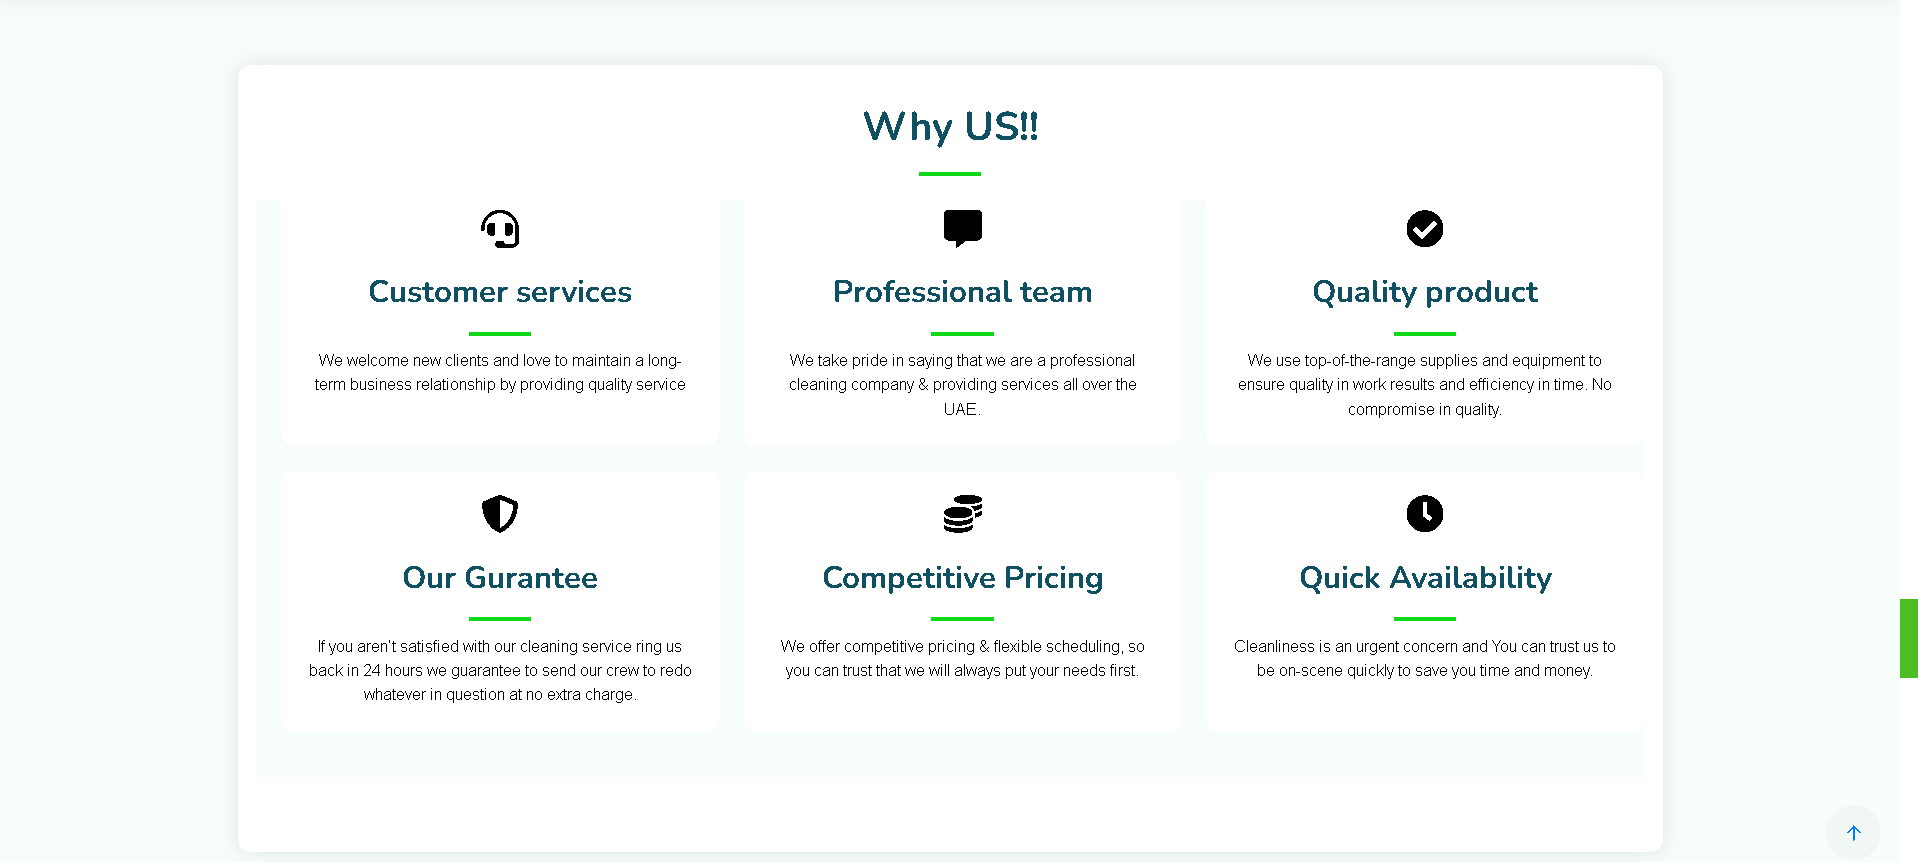 Why US!!
Customer services
We welcome new clients and love to maintain a long-
term business relationship by providing quality service
Professional team
We take pride in saying that we are a professional
cleaning company & providing services all over the
UAE.
Quality product
We use top-of-the-range supplies and equipment to
ensure quality in work results and efficiency in time. No
compromise in quality.
Our Gurantee
If you aren't satisfied with our cleaning service ring us
back in 24 hours we guarantee to send our crew to redo
whatever in question at no extra charge.
Competitive Pricing
We offer competitive pricing & flexible scheduling, so
you can trust that we will always put your needs first.
Quick Availability
Cleanliness is an urgent concern and You can trust us to
be on-scene quickly to save you time and money.